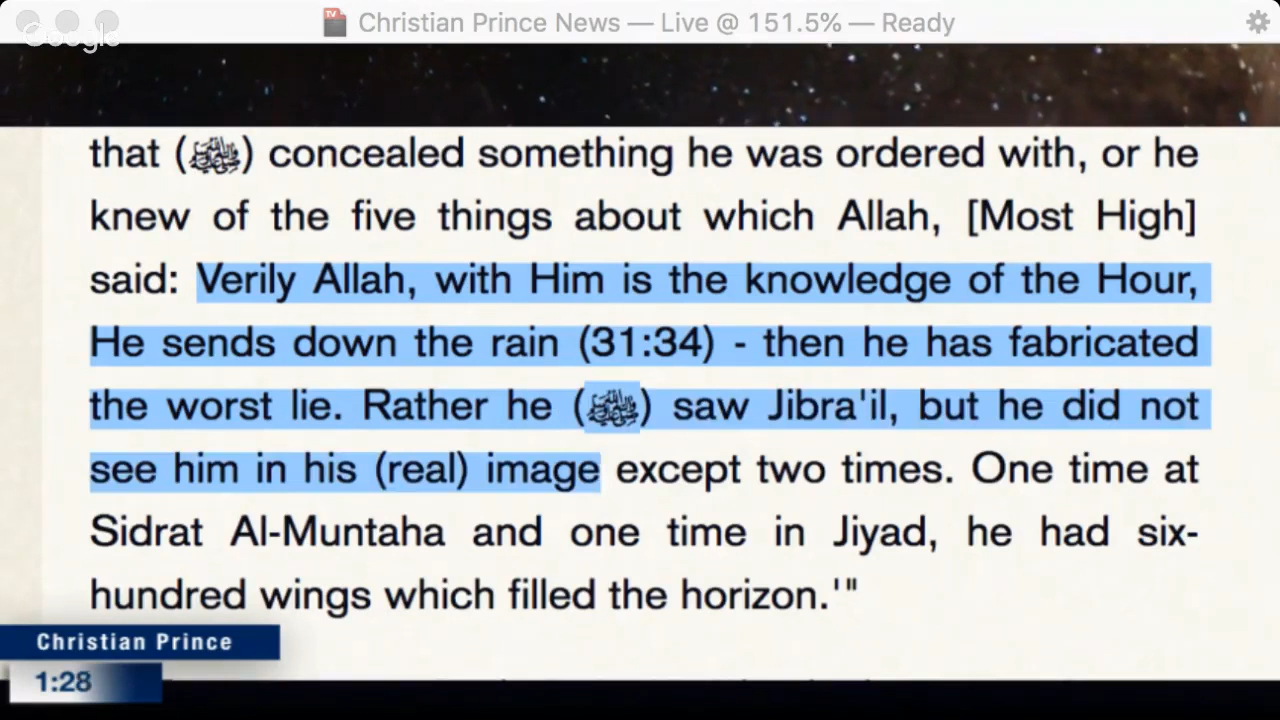 Christian Prince News — Live @ 151.5% — Ready
Google
that (ﷺ) concealed something he was ordered with, or he
knew of the five things about which Allah, [Most High]
said: Verily Allah, with Him is the knowledge of the Hour,
He sends down the rain (31:34) - then he has fabricated
the worst lie. Rather he (ﷺ) saw Jibra'il, but he did not
see him in his (real) image except two times. One time at
Sidrat Al-Muntaha and one time in Jiyad, he had six-
hundred wings which filled the horizon.'"
Christian Prince
1:28